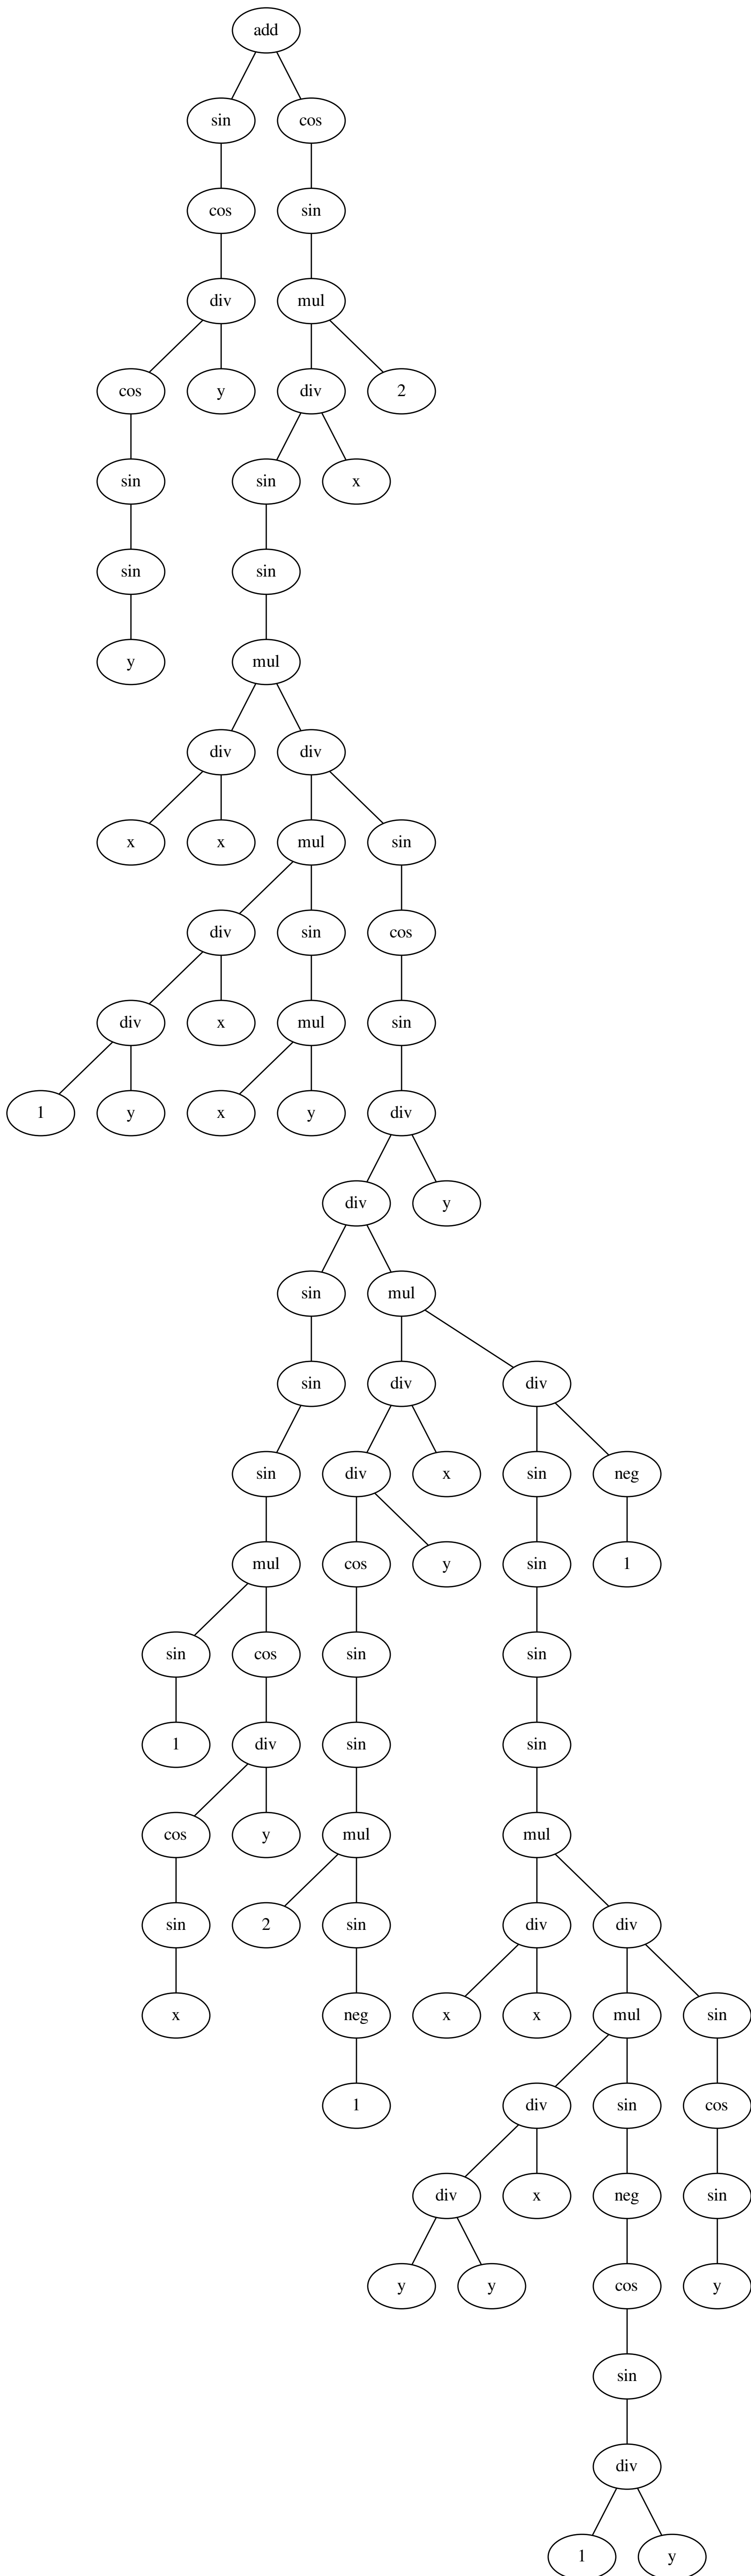 add
sin cos
cos sin
div mul
cos y div 2
sin sin x
sin sin
y mul
div div
x x mul sin
div sin cos
div x mul sin
1 y x y div
div y
sin mul
sin div div
sin div x sin neg
mul cos y sin 1
sin cos sin sin
1 div sin sin
cos y mul mul
sin 2 sin div div
x neg x x mul sin
1 div sin cos
div x neg sin
y y cos y
sin
div
1 y